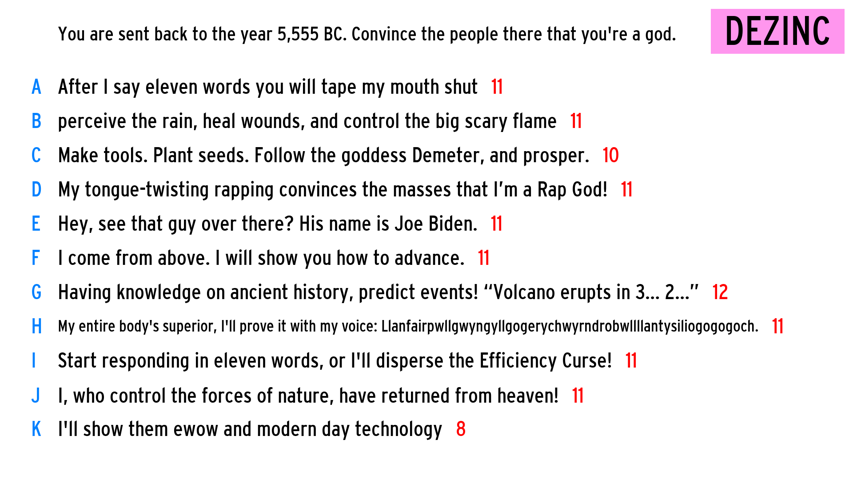 You are sent back to the year 5,555 BC. Convince the people there that you're a god.
DEZINC
A After I say eleven words you will tape my mouth shut 11
B perceive the rain, heal wounds, and control the big scary flame 11
C Make tools. Plant seeds. Follow the goddess Demeter, and prosper. 10
D My tongue-twisting rapping convinces the masses that I’m a Rap God! 11
E Hey, see that guy over there? His name is Joe Biden. 11
F I come from above. I will show you how to advance. 11
G Having knowledge on ancient history, predict events! “Volcano erupts in 3... 2...” 12
H My entire body's superior, I'll prove it with my voice: Llanfairpwllgwyngyllgogerychwyrndrobwllllantysiliogogogoch. 11
I Start responding in eleven words, or I'll disperse the Efficiency Curse! 11
J I, who control the forces of nature, have returned from heaven! 11
K I'll show them ewow and modern day technology 8